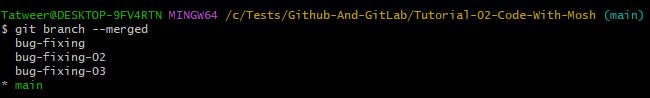 Tatweer@DESKTOP-9FV4RTN MINGW64 /c/Tests/Github-And-GitLab/Tutorial-02-Code-With-Mosh (main)
$ git branch --merged
  bug-fixing
  bug-fixing-02
  bug-fixing-03
* main